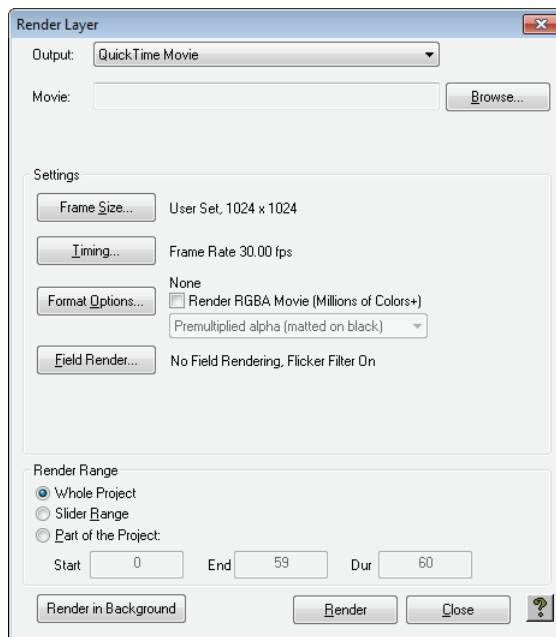 Render Layer
Output: QuickTime Movie
Movie: Browse...
Settings
Frame Size... User Set, 1024 x 1024
Timing... Frame Rate 30.00 fps
None
Format Options... Render RGBA Movie (Millions of Colors+)
Premultiplied alpha (matted on black)
Field Render... No Field Rendering, Flicker Filter On
Render Range
Whole Project
Slider Range
Part of the Project:
Start 0 End 59 Dur 60
Render in Background Render Close ?